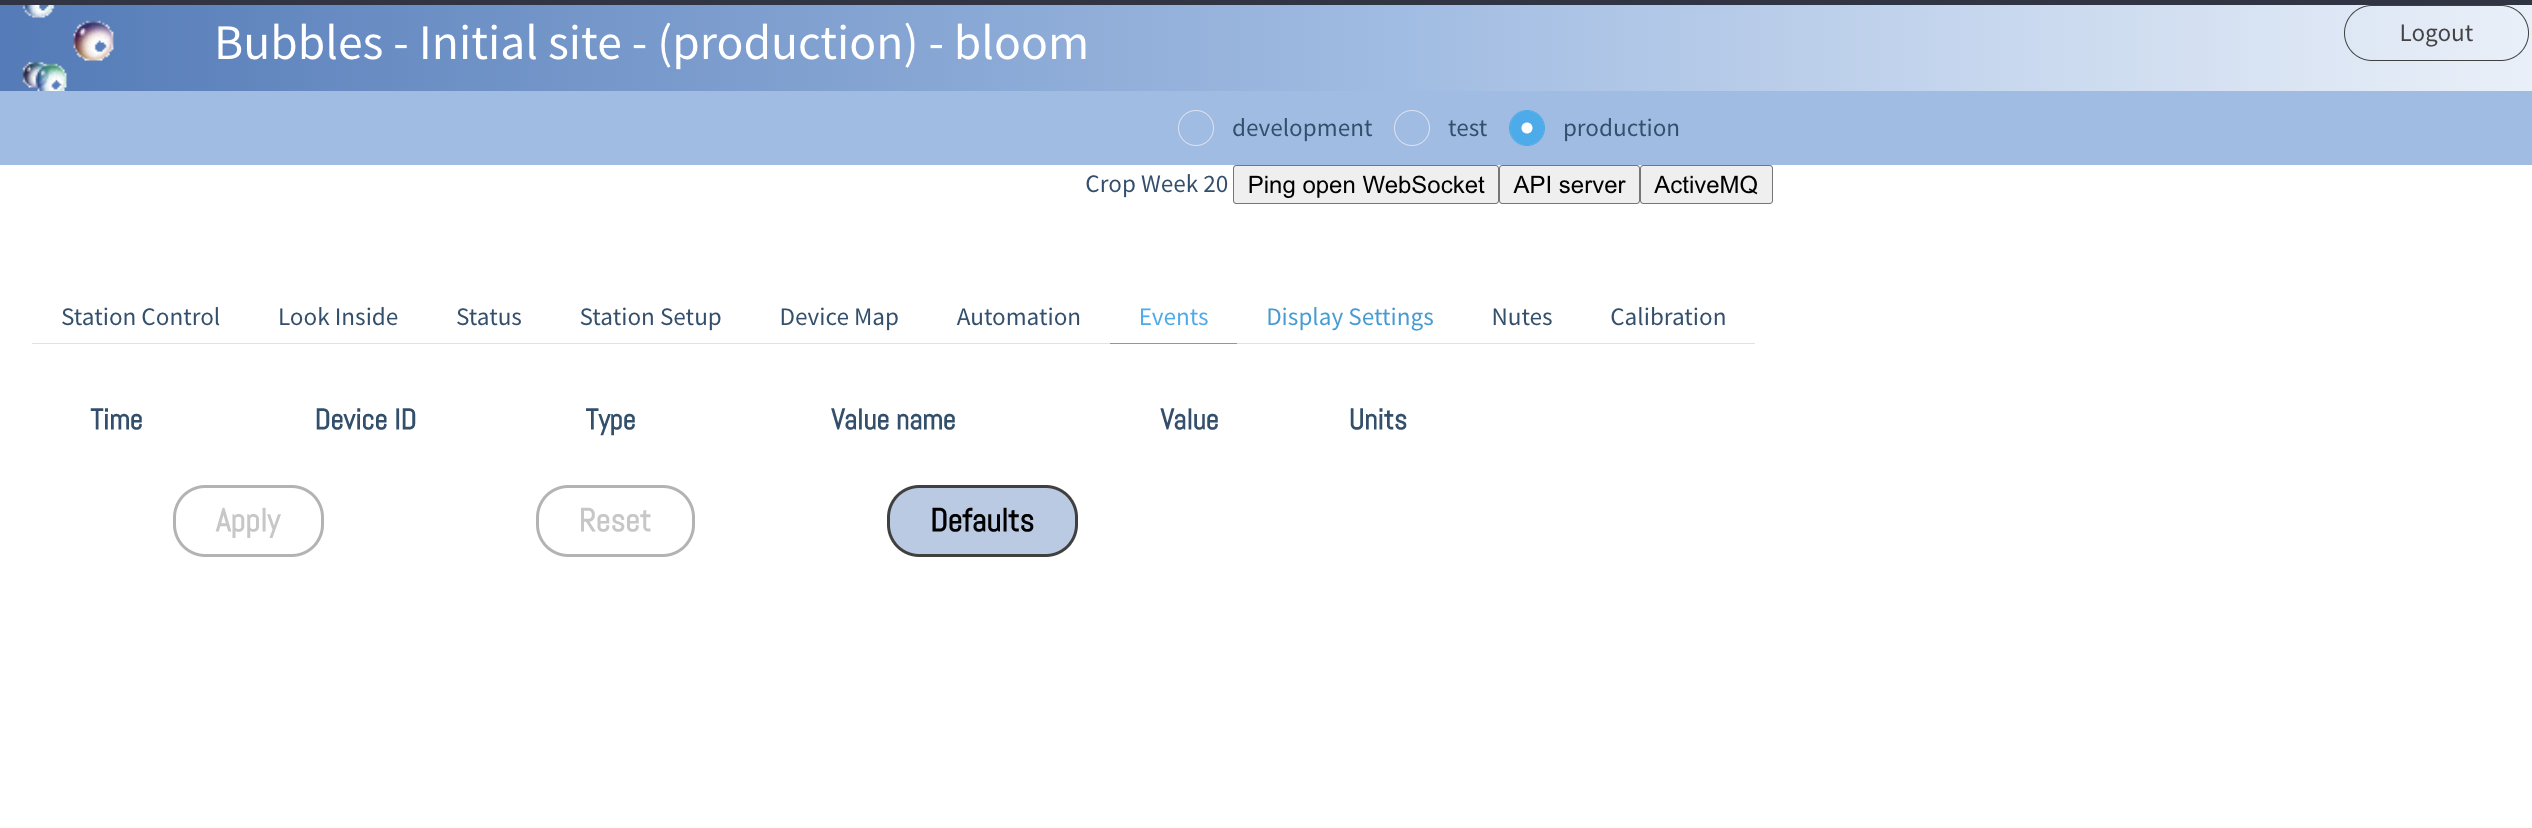 Bubbles - Initial site - (production) - bloom
Logout
development test production
Crop Week 20 Ping open WebSocket API server ActiveMQ
Station Control Look Inside Status Station Setup Device Map Automation Events Display Settings Nutes Calibration
Time Device ID Type Value name Value Units
Apply Reset Defaults